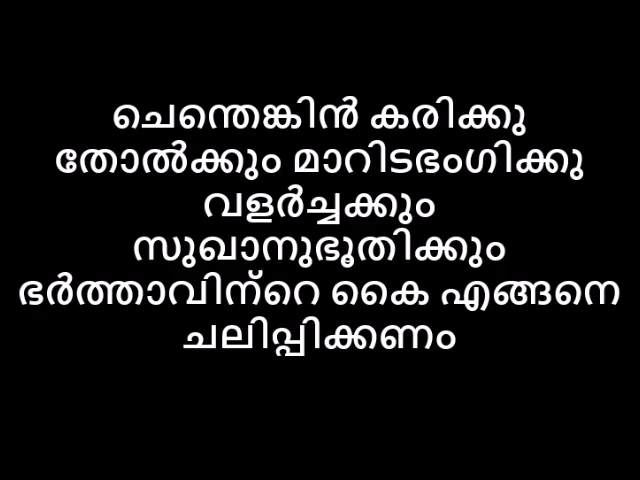 ചെന്തെങ്കിൻ കരിക്കു
തോൽക്കും മാറിടഭംഗിക്കു
വളർച്ചക്കും
സുഖാനുഭൂതിക്കും
ഭർത്താവിന്റെ കൈ എങ്ങനെ
ചലിപ്പിക്കണം